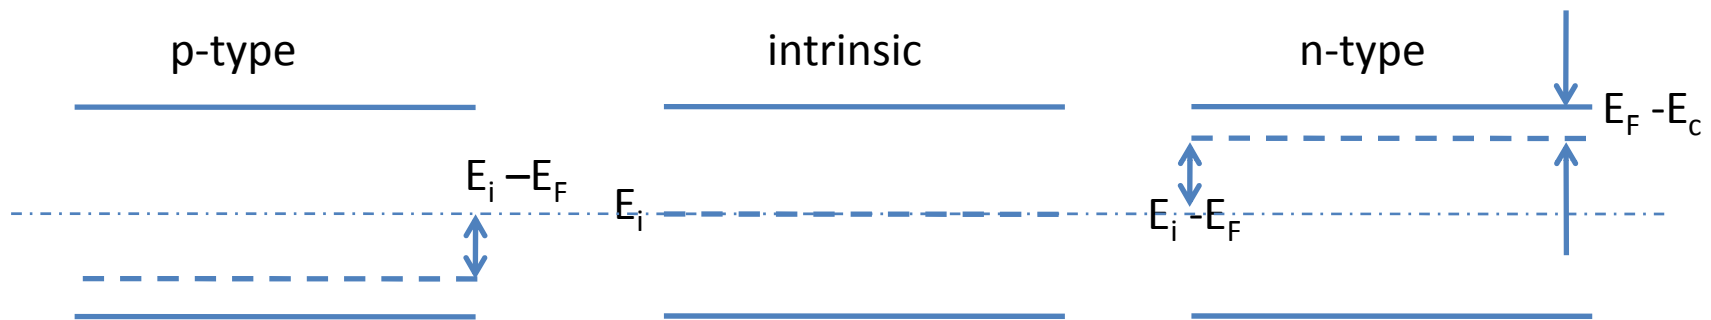 p-type
intrinsic
n-type
E_F -E_c
E_i –E_F
E_i
E_i -E_F